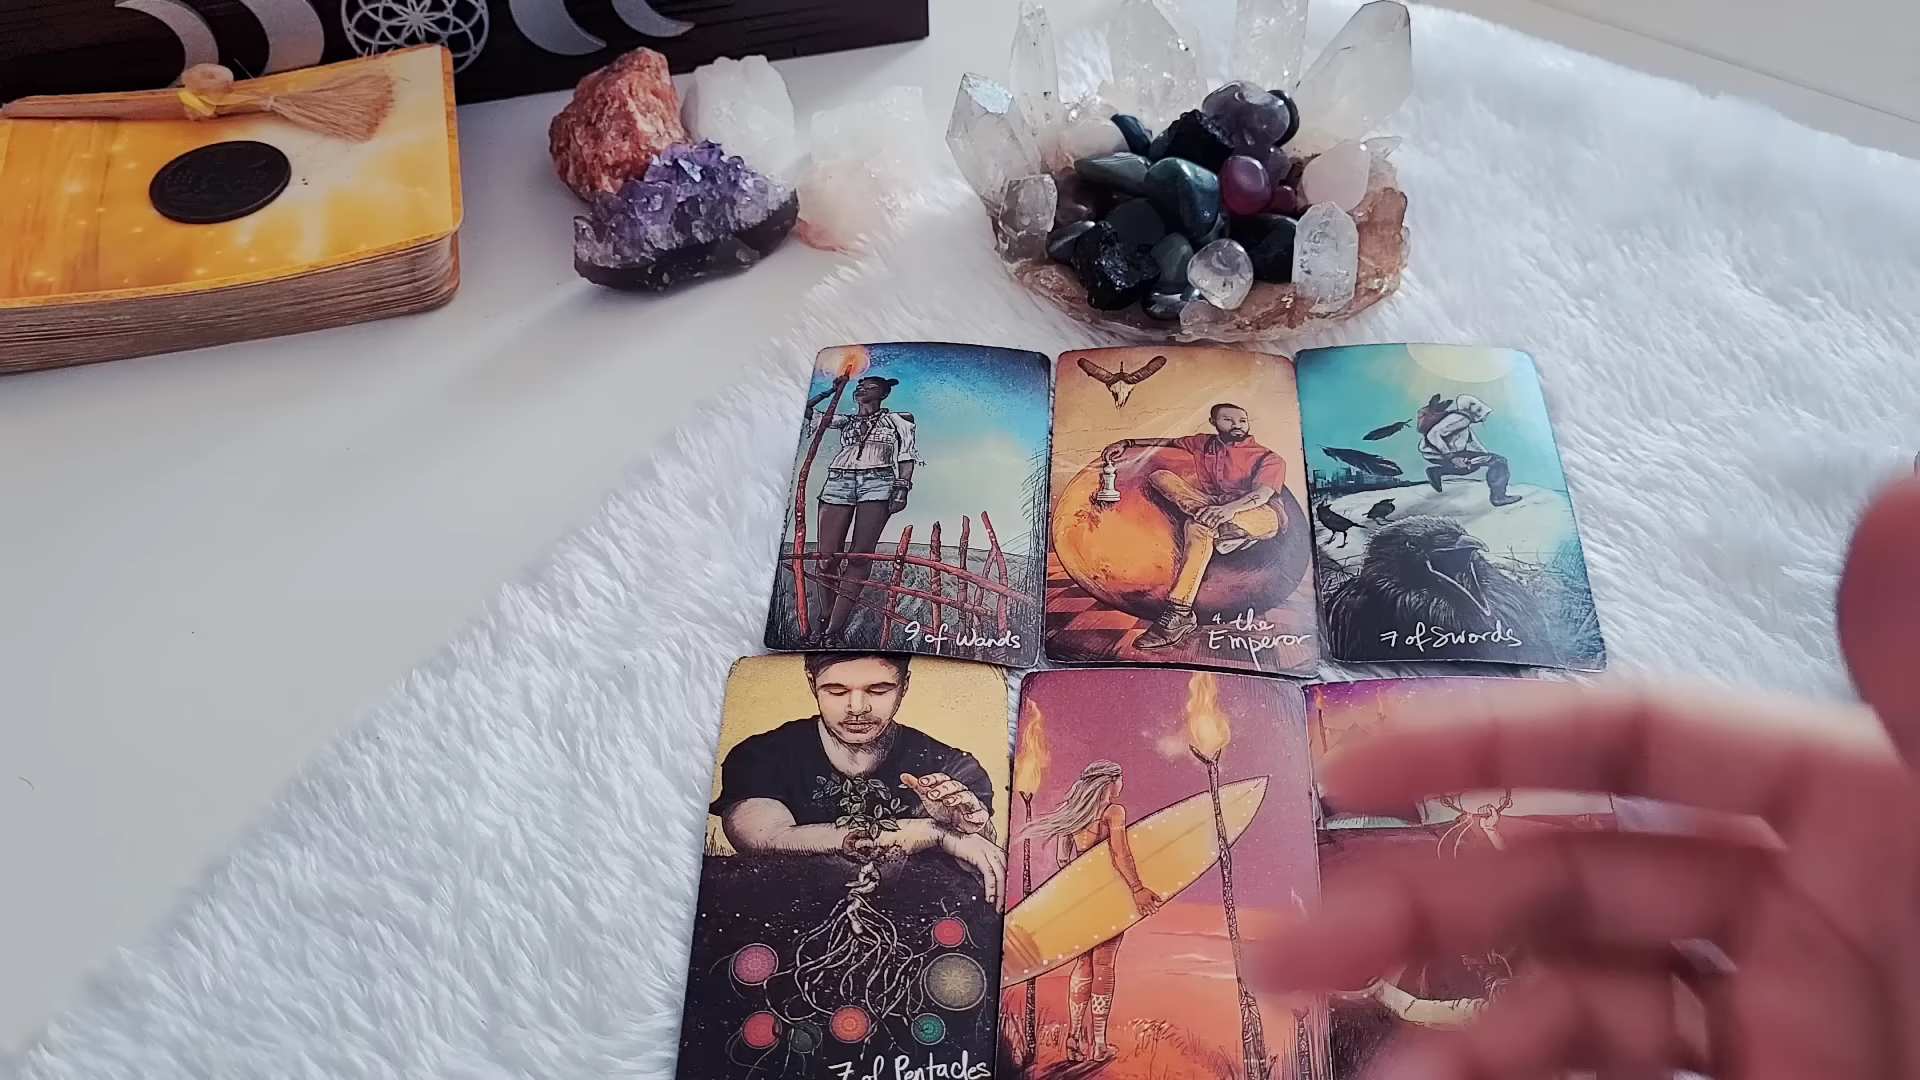 9 of Wands
4. the
Emperor
7 of Swords
7 of Pentacles